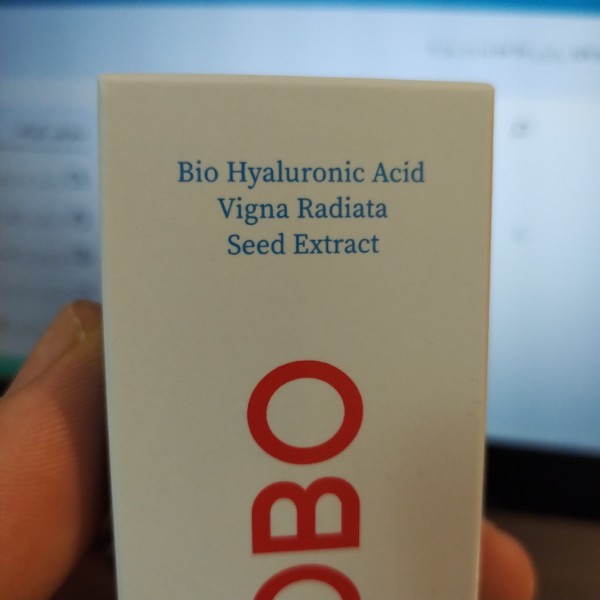 Bio Hyaluronic Acid
Vigna Radiata
Seed Extract
OBO